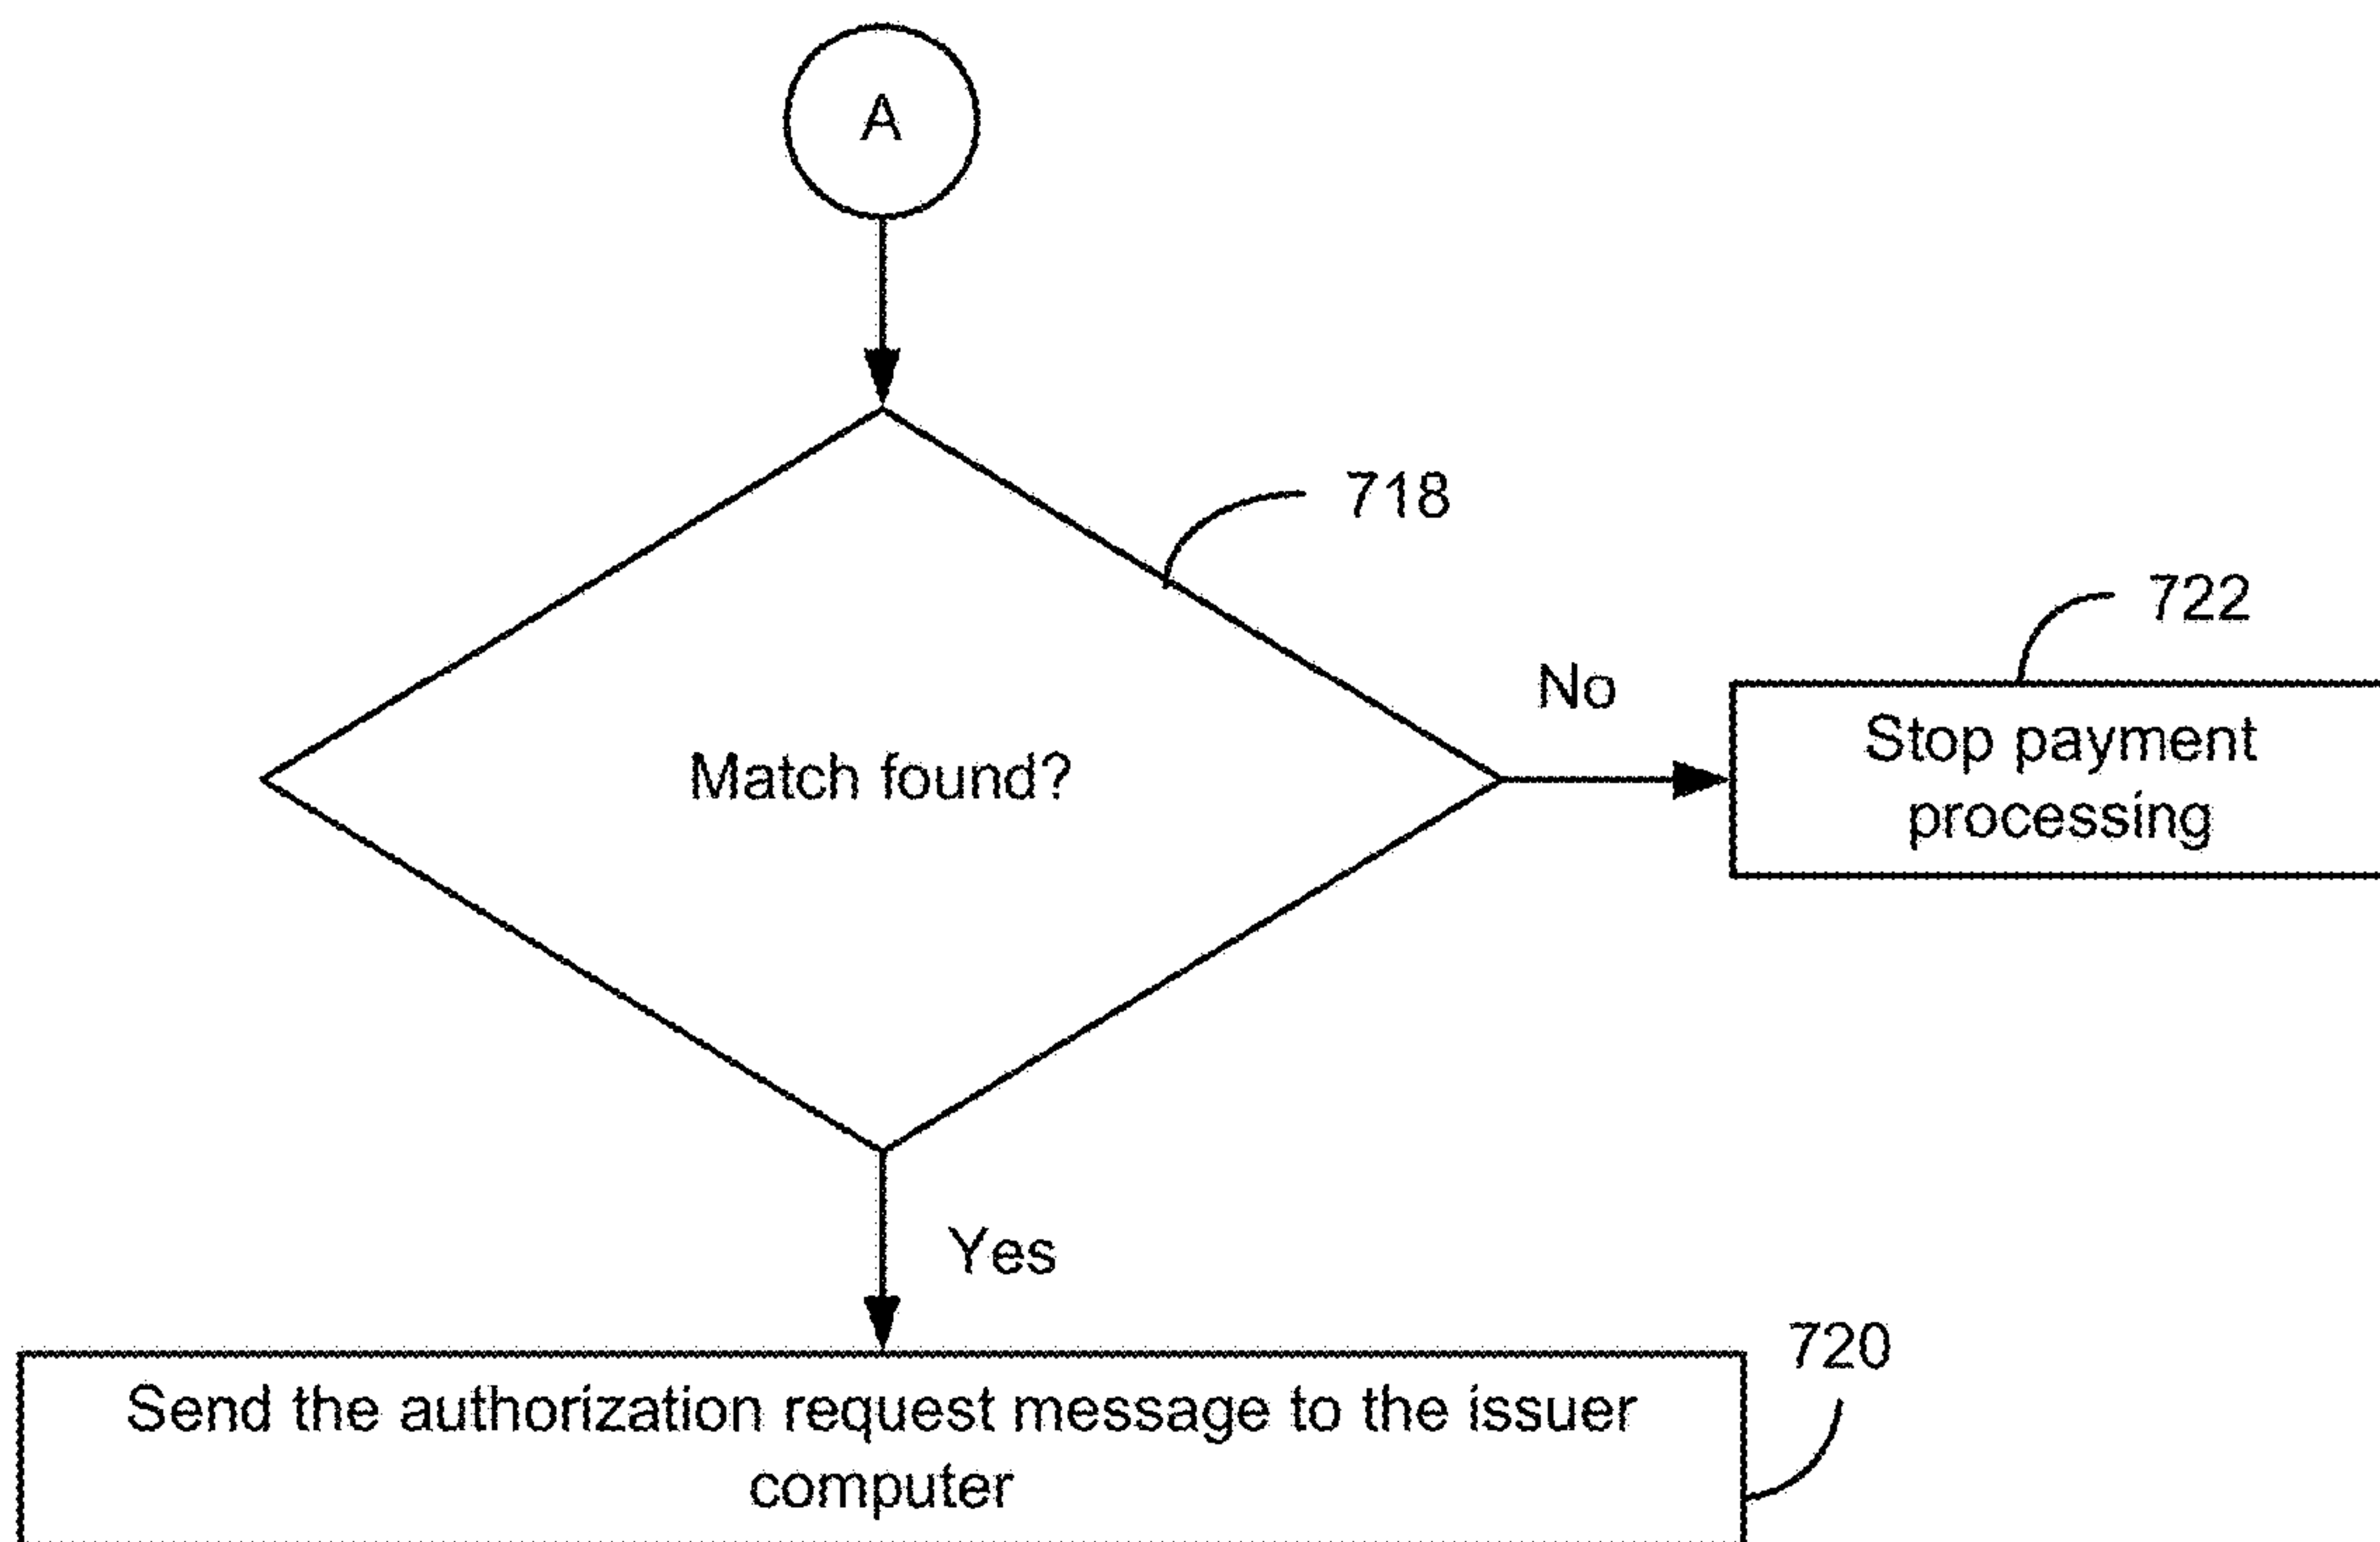 A
718
722
No
Stop payment
processing
Match found?
Yes
720
Send the authorization request message to the issuer
computer